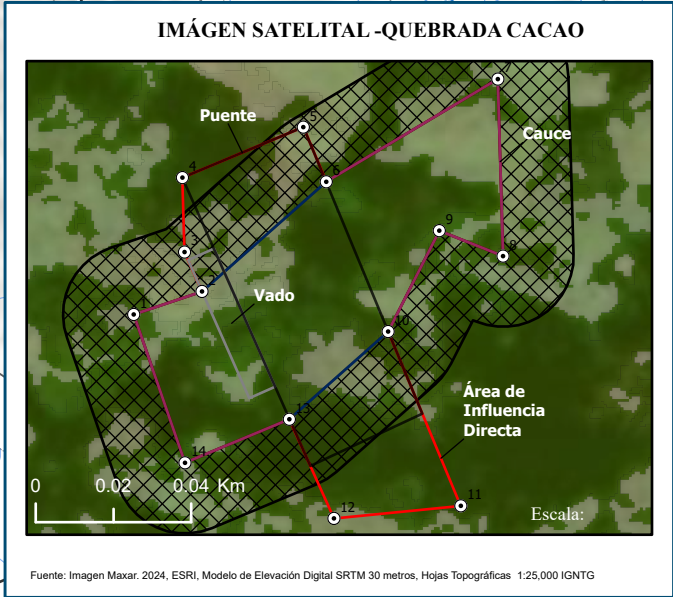 IMÁGEN SATELITAL -QUEBRADA CACAO
7
Puente
5
Cauce
4
6
9
3
8
2
Vado
1
10
Área de
Influencia
Directa
13
14
0 0.02 0.04 Km
11
12
Escala:
Fuente: Imagen Maxar. 2024, ESRI, Modelo de Elevación Digital SRTM 30 metros, Hojas Topográficas 1:25,000 IGNTG